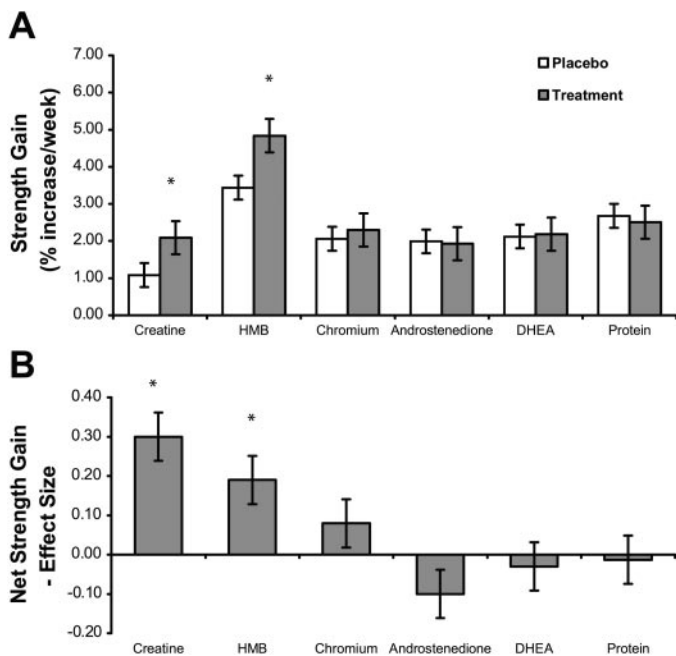 A
Strength Gain
(% increase/week)
7.00
6.00
5.00
4.00
3.00
2.00
1.00
0.00
Placebo
Treatment
*
*
Creatine HMB Chromium Androstenedione DHEA Protein
B
Net Strength Gain
- Effect Size
0.40
0.30
0.20
0.10
0.00
-0.10
-0.20
*
*
Creatine HMB Chromium Androstenedione DHEA Protein